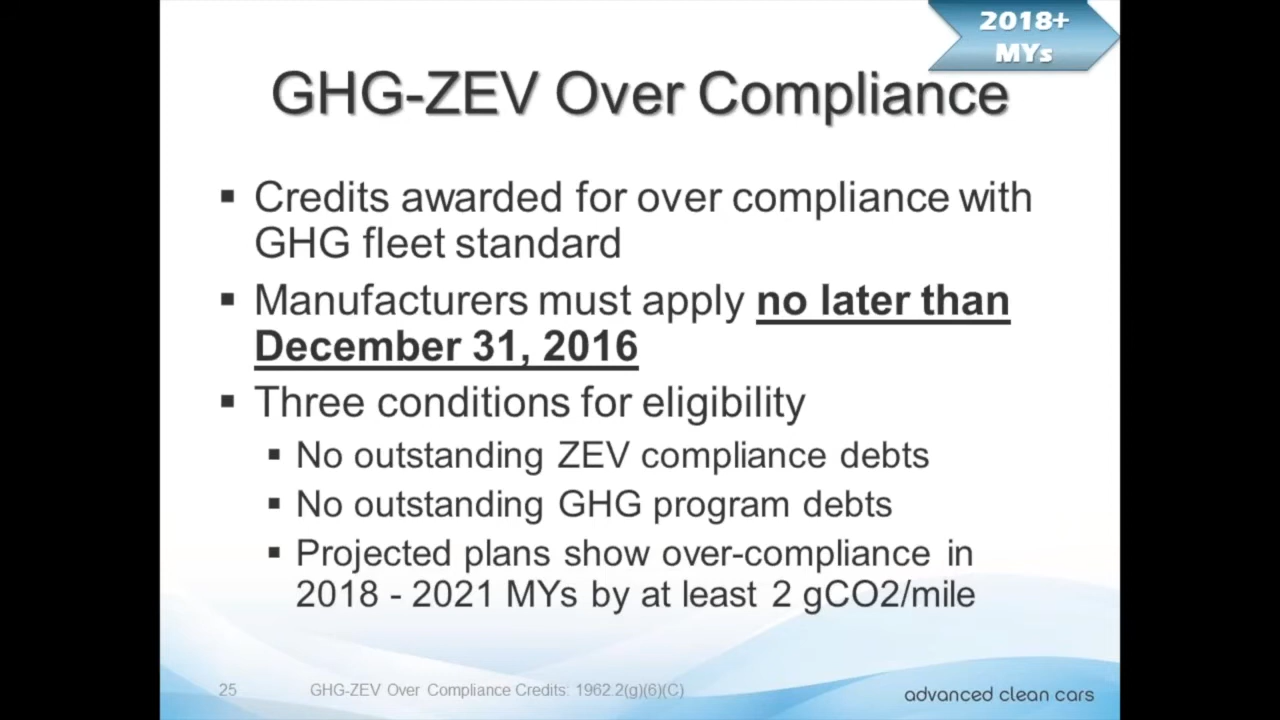 2018+
MYs
GHG-ZEV Over Compliance
▪ Credits awarded for over compliance with
GHG fleet standard
▪ Manufacturers must apply no later than
December 31, 2016
▪ Three conditions for eligibility
▪ No outstanding ZEV compliance debts
▪ No outstanding GHG program debts
▪ Projected plans show over-compliance in
2018 - 2021 MYs by at least 2 gCO2/mile
25 GHG-ZEV Over Compliance Credits: 1962.2(g)(6)(C)
advanced clean cars